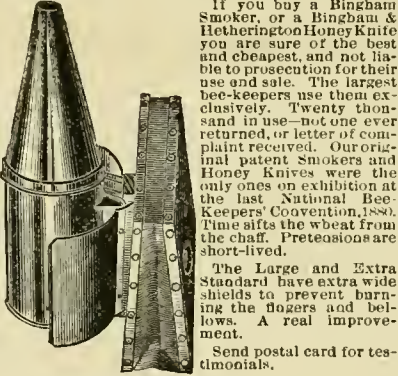 If you buy a Bingham
Smoker, or a Bingham &
Hetherington Honey Knife
you are sure of the best
and cheapest, and not lia-
ble to prosecution for their
use and sale. The largest
bee-keepers use them ex-
clusively. Twenty thou-
sand in use—not one ever
returned, or letter of com-
plaint received. Our orig-
inal patent Smokers and
Honey Knives were the
only ones on exhibition at
the last National Bee-
Keepers' Convention, 1880.
Time sifts the wheat from
the chaff. Pretensions are
short-lived.
The Large and Extra
Standard have extra wide
shields to prevent burn-
ing the fingers and bel-
lows. A real improve-
ment.
Send postal card for tes-
timonials.